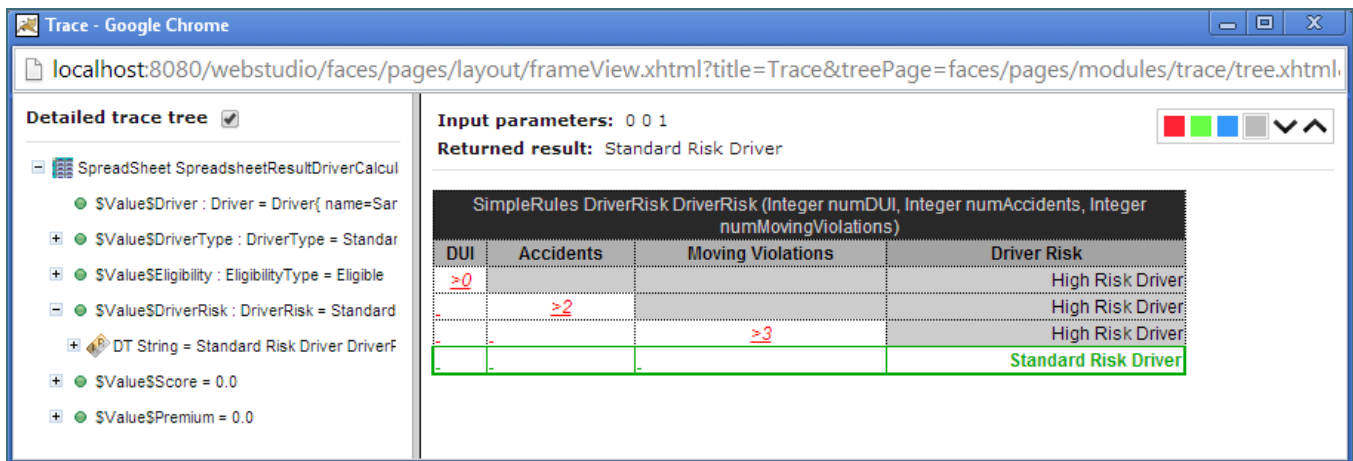 Trace - Google Chrome
localhost:8080/webstudio/faces/pages/layout/frameView.xhtml?title=Trace&treePage=faces/pages/modules/trace/tree.xhtml
Detailed trace tree
SpreadSheet SpreadsheetResultDriverCalcul
$Value$Driver : Driver = Driver{ name=Sar
$Value$DriverType : DriverType = Standar
$Value$Eligibility : EligibilityType = Eligible
$Value$DriverRisk : DriverRisk = Standard
DT String = Standard Risk Driver DriverF
$Value$Score = 0.0
$Value$Premium = 0.0
Input parameters: 0 0 1
Returned result: Standard Risk Driver
SimpleRules DriverRisk DriverRisk (Integer numDUI, Integer numAccidents, Integer
numMovingViolations)
DUI Accidents Moving Violations Driver Risk
>0 High Risk Driver
>2 High Risk Driver
>3 High Risk Driver
Standard Risk Driver